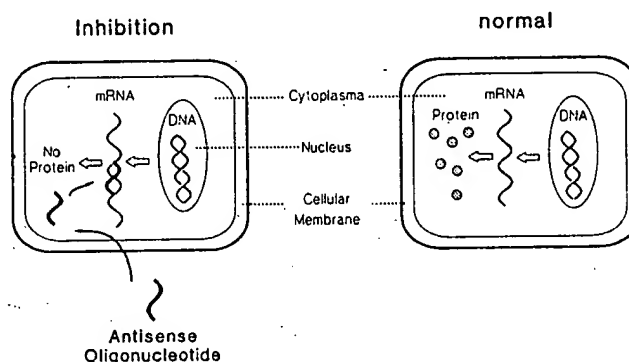 Inhibition
normal
mRNA
DNA
No
Protein
Cytoplasma
Nucleus
Cellular
Membrane
mRNA
Protein
DNA
Antisense
Oligonucleotide